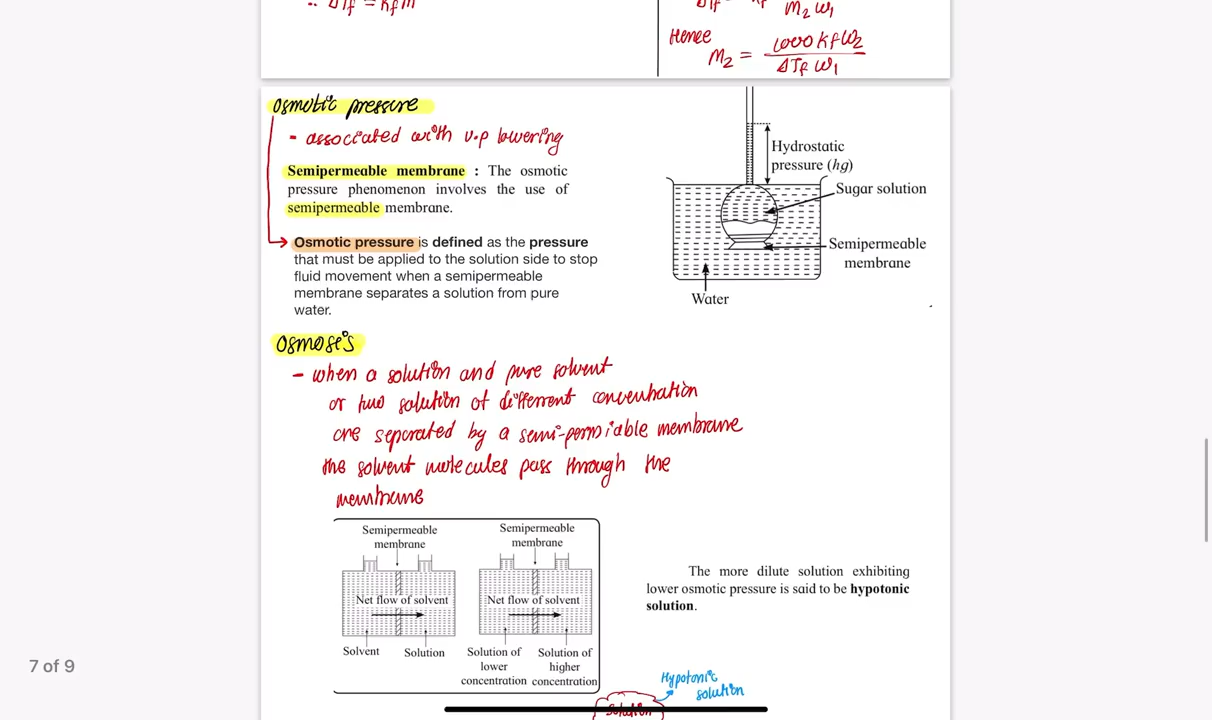 ∴ ΔTf = Kf m
M2 W1
Hence
M2 = 1000 Kf W2 / ΔTf W1
Osmotic pressure
- associated with v.p lowering
Semipermeable membrane : The osmotic
pressure phenomenon involves the use of
semipermeable membrane.
Osmotic pressure is defined as the pressure
that must be applied to the solution side to stop
fluid movement when a semipermeable
membrane separates a solution from pure
water.
Hydrostatic
pressure (hg)
Sugar solution
Semipermeable
membrane
Water
Osmosis
- when a solution and pure solvent
or two solution of different concentration
are separated by a semi-permiable membrane
the solvent molecules pass through the
membrane
Semipermeable
membrane
Net flow of solvent
Solvent Solution
Semipermeable
membrane
Net flow of solvent
Solution of lower concentration
Solution of higher concentration
The more dilute solution exhibiting
lower osmotic pressure is said to be hypotonic
solution.
Hypotonic
solution
Solution
7 of 9